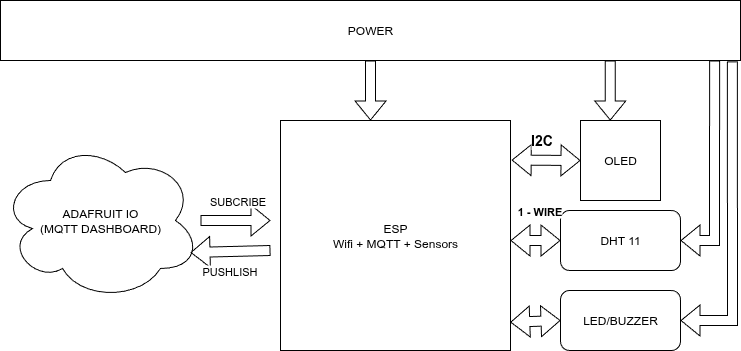 POWER
I2C
OLED
ADAFRUIT IO
(MQTT DASHBOARD)
SUBCRIBE
PUSHLISH
ESP
Wifi + MQTT + Sensors
1 - WIRE
DHT 11
LED/BUZZER